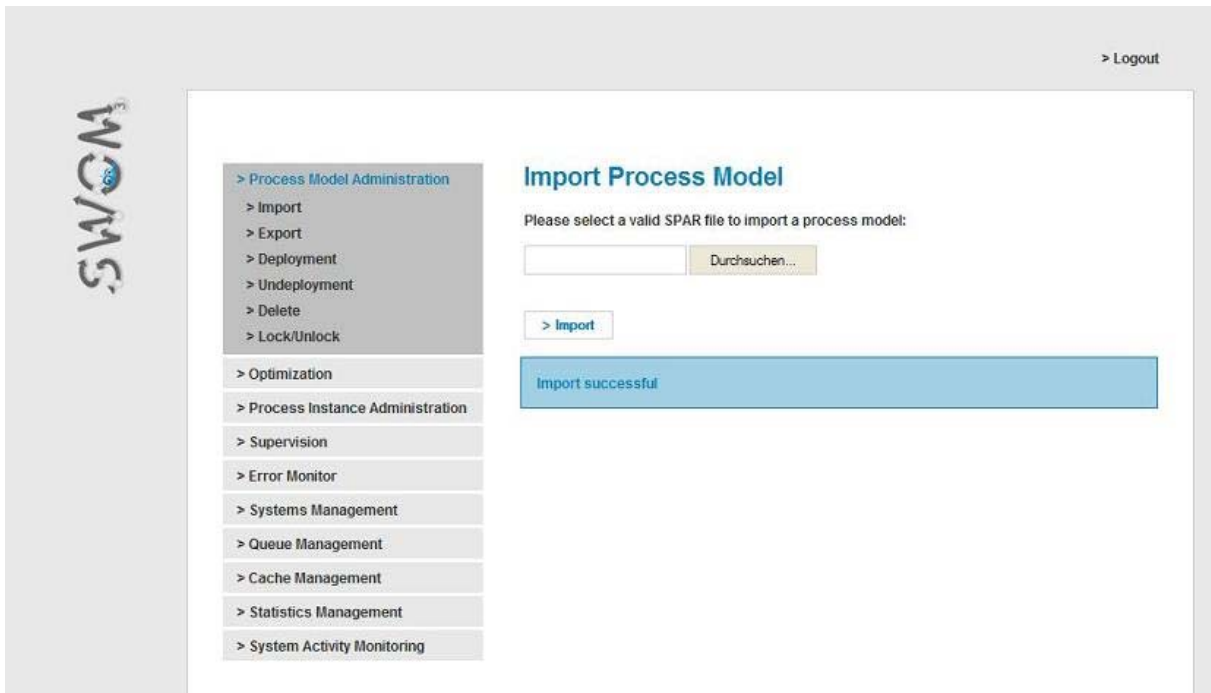 > Logout
SWOM
> Process Model Administration
> Import
> Export
> Deployment
> Undeployment
> Delete
> Lock/Unlock
> Optimization
> Process Instance Administration
> Supervision
> Error Monitor
> Systems Management
> Queue Management
> Cache Management
> Statistics Management
> System Activity Monitoring
Import Process Model
Please select a valid SPAR file to import a process model:
Durchsuchen...
> Import
Import successful